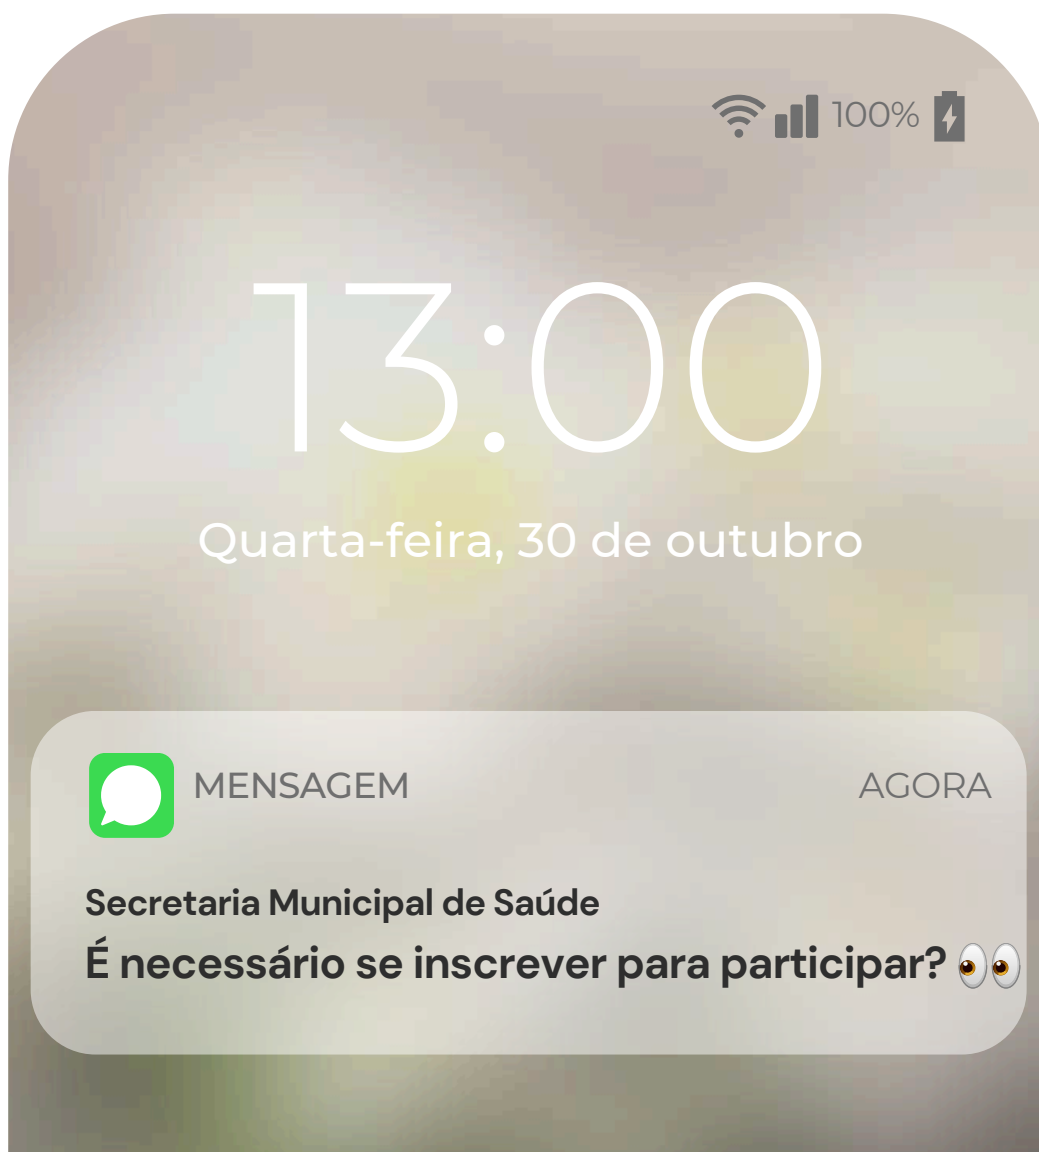 100%
13:00
Quarta-feira, 30 de outubro
MENSAGEM AGORA
Secretaria Municipal de Saúde
É necessário se inscrever para participar? 👀